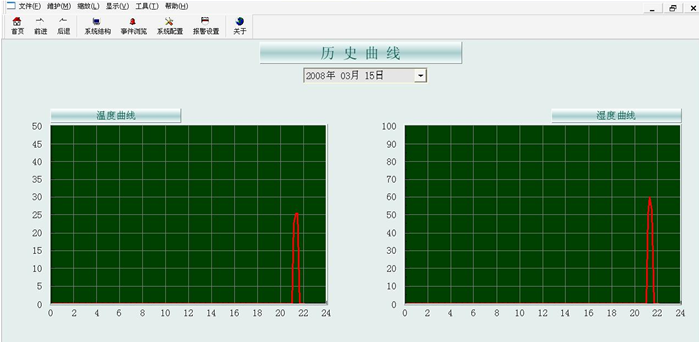 文件(F) 维护(M) 缩放(L) 显示(V) 工具(T) 帮助(H)
首页 前进 后退 系统结构 事件浏览 系统配置 报警设置 关于
历史曲线
2008年 03月 15日
温度曲线
50
45
40
35
30
25
20
15
10
5
0
0 2 4 6 8 10 12 14 16 18 20 22 24
湿度曲线
100
90
80
70
60
50
40
30
20
10
0
0 2 4 6 8 10 12 14 16 18 20 22 24